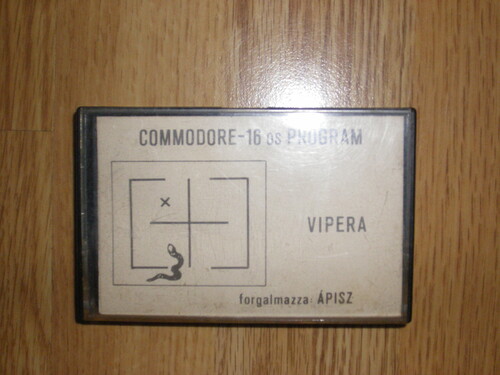 COMMODORE-16 os PROGRAM
VIPERA
forgalmazza: ÁPISZ